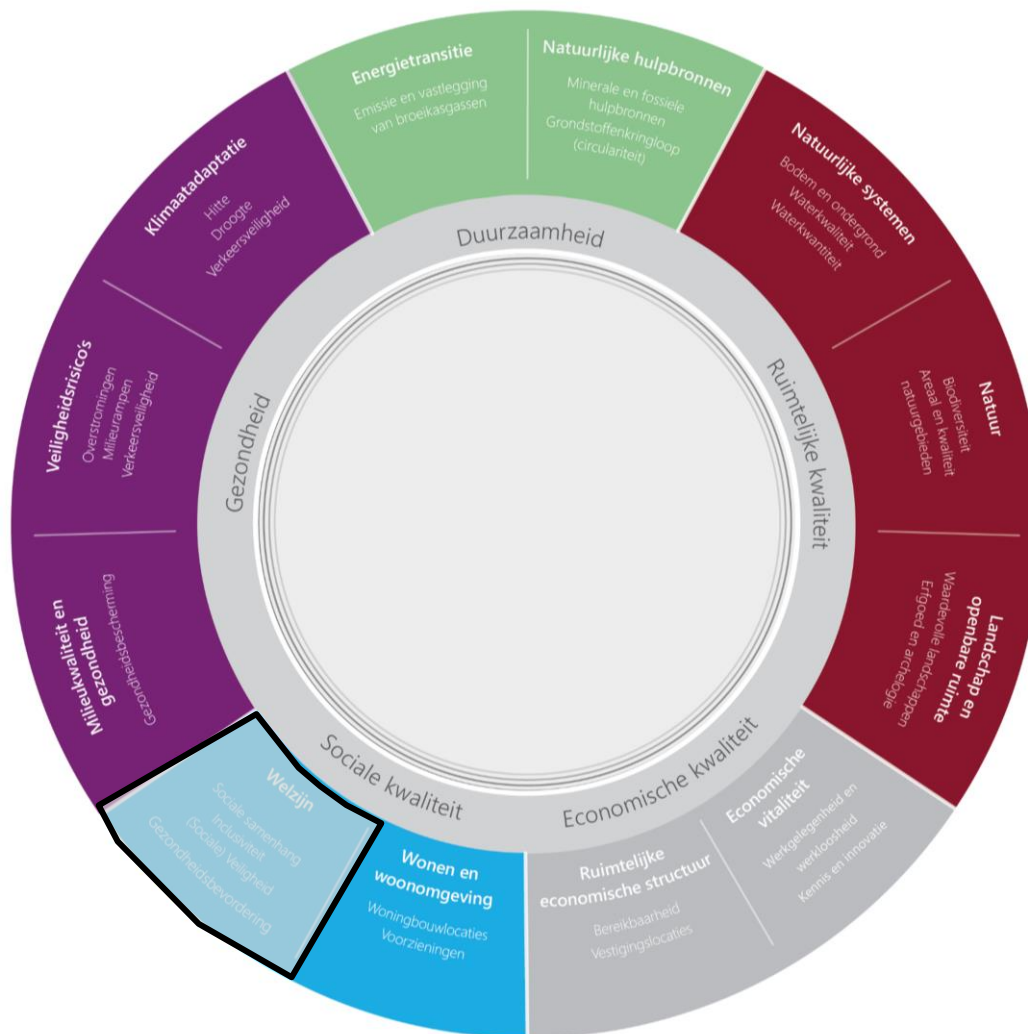 Energietransitie
Emissie en vastlegging
van broeikasgassen
Natuurlijke hulpbronnen
Minerale en fossiele
hulpbronnen
Grondstoffenkringloop
(circulariteit)
Natuurlijke systemen
Bodem en ondergrond
Waterkwaliteit
Waterkwantiteit
Natuur
Biodiversiteit
Areaal en kwaliteit
natuurgebieden
Landschap en
openbare ruimte
Waardevolle landschappen
Erfgoed en archelogie
Economische
vitaliteit
Werkgelegenheid en
werkloosheid
Kennis en innovatie
Ruimtelijke
economische structuur
Bereikbaarheid
Vestigingslocaties
Wonen en
woonomgeving
Woningbouwlocaties
Voorzieningen
Welzijn
Sociale samenhang
Inclusiviteit
(Sociale) Veiligheid
Gezondheidsbevordering
Milieukwaliteit en
gezondheid
Gezondheidsbescherming
Veiligheidsrisico's
Overstromingen
Milieurampen
Verkeersveiligheid
Klimaatadaptatie
Hitte
Droogte
Verkeersveiligheid
Duurzaamheid
Ruimtelijke kwaliteit
Economische kwaliteit
Sociale kwaliteit
Gezondheid